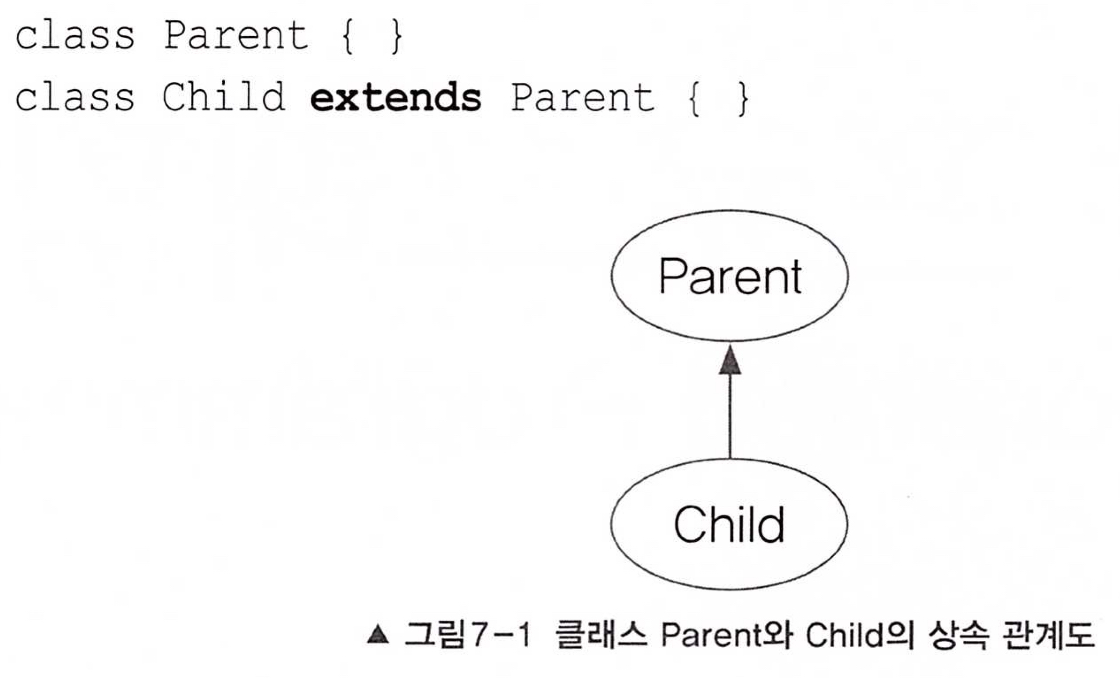 class Parent { }
class Child extends Parent { }
Parent
Child
▲ 그림7-1 클래스 Parent와 Child의 상속 관계도